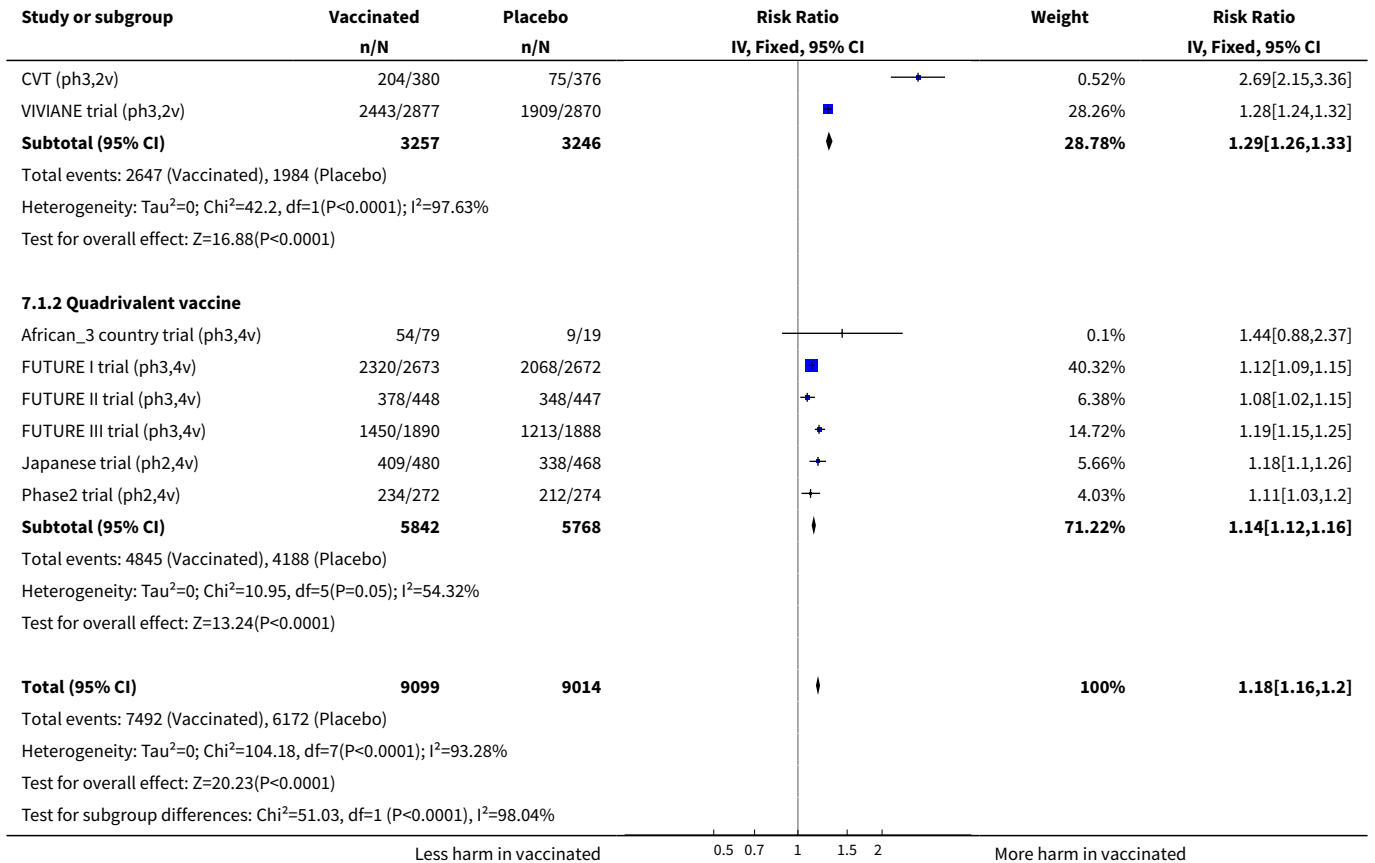 Study or subgroup Vaccinated Placebo Risk Ratio Weight Risk Ratio
n/N n/N IV, Fixed, 95% CI IV, Fixed, 95% CI
CVT (ph3,2v) 204/380 75/376 0.52% 2.69[2.15,3.36]
VIVIANE trial (ph3,2v) 2443/2877 1909/2870 28.26% 1.28[1.24,1.32]
Subtotal (95% CI) 3257 3246 28.78% 1.29[1.26,1.33]
Total events: 2647 (Vaccinated), 1984 (Placebo)
Heterogeneity: Tau²=0; Chi²=42.2, df=1(P<0.0001); I²=97.63%
Test for overall effect: Z=16.88(P<0.0001)
7.1.2 Quadrivalent vaccine
African_3 country trial (ph3,4v) 54/79 9/19 0.1% 1.44[0.88,2.37]
FUTURE I trial (ph3,4v) 2320/2673 2068/2672 40.32% 1.12[1.09,1.15]
FUTURE II trial (ph3,4v) 378/448 348/447 6.38% 1.08[1.02,1.15]
FUTURE III trial (ph3,4v) 1450/1890 1213/1888 14.72% 1.19[1.15,1.25]
Japanese trial (ph2,4v) 409/480 338/468 5.66% 1.18[1.1,1.26]
Phase2 trial (ph2,4v) 234/272 212/274 4.03% 1.11[1.03,1.2]
Subtotal (95% CI) 5842 5768 71.22% 1.14[1.12,1.16]
Total events: 4845 (Vaccinated), 4188 (Placebo)
Heterogeneity: Tau²=0; Chi²=10.95, df=5(P=0.05); I²=54.32%
Test for overall effect: Z=13.24(P<0.0001)
Total (95% CI) 9099 9014 100% 1.18[1.16,1.2]
Total events: 7492 (Vaccinated), 6172 (Placebo)
Heterogeneity: Tau²=0; Chi²=104.18, df=7(P<0.0001); I²=93.28%
Test for overall effect: Z=20.23(P<0.0001)
Test for subgroup differences: Chi²=51.03, df=1 (P<0.0001), I²=98.04%
Less harm in vaccinated 0.5 0.7 1 1.5 2 More harm in vaccinated